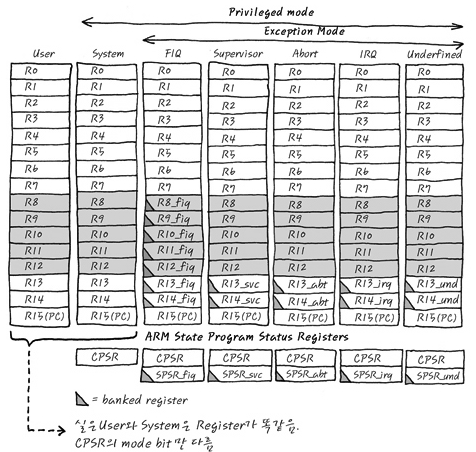 Privileged mode
Exception Mode
User System FIQ Supervisor Abort IRQ Undefined
R0 R0 R0 R0 R0 R0 R0
R1 R1 R1 R1 R1 R1 R1
R2 R2 R2 R2 R2 R2 R2
R3 R3 R3 R3 R3 R3 R3
R4 R4 R4 R4 R4 R4 R4
R5 R5 R5 R5 R5 R5 R5
R6 R6 R6 R6 R6 R6 R6
R7 R7 R7 R7 R7 R7 R7
R8 R8 R8_fiq R8 R8 R8 R8
R9 R9 R9_fiq R9 R9 R9 R9
R10 R10 R10_fiq R10 R10 R10 R10
R11 R11 R11_fiq R11 R11 R11 R11
R12 R12 R12_fiq R12 R12 R12 R12
R13 R13 R13_fiq R13_svc R13_abt R13_irq R13_und
R14 R14 R14_fiq R14_svc R14_abt R14_irq R14_und
R15(PC) R15(PC) R15(PC) R15(PC) R15(PC) R15(PC) R15(PC)
ARM State Program Status Registers
CPSR CPSR CPSR CPSR CPSR CPSR
SPSR_fiq SPSR_svc SPSR_abt SPSR_irq SPSR_und
= banked register
실은 User와 System은 Register가 똑같음.
CPSR의 mode bit 만 다름